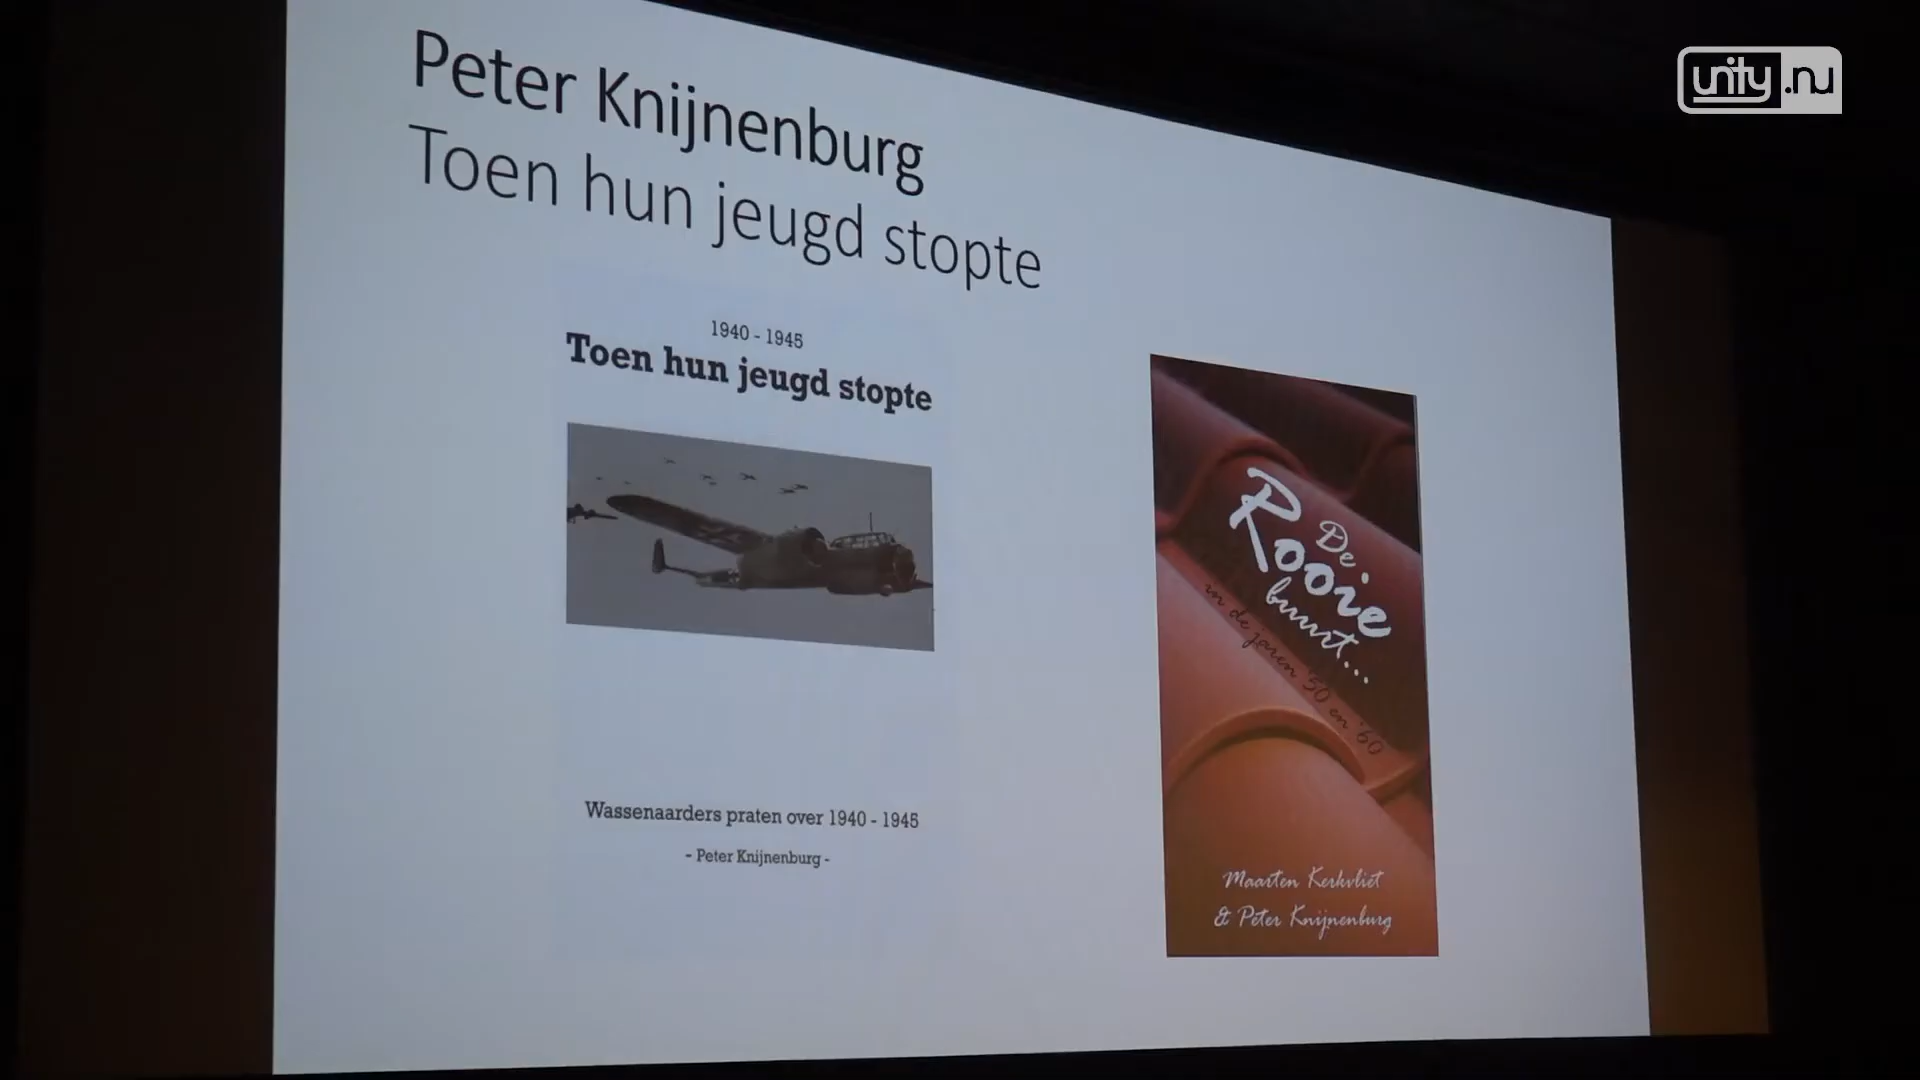 Peter Knijnenburg
Toen hun jeugd stopte
1940 - 1945
Toen hun jeugd stopte
Wassenaarders praten over 1940 - 1945
- Peter Knijnenburg -
De
Rooie
buurt...
in de jaren '50 en '60
Maarten Kerkvliet
& Peter Knijnenburg
unity.nu